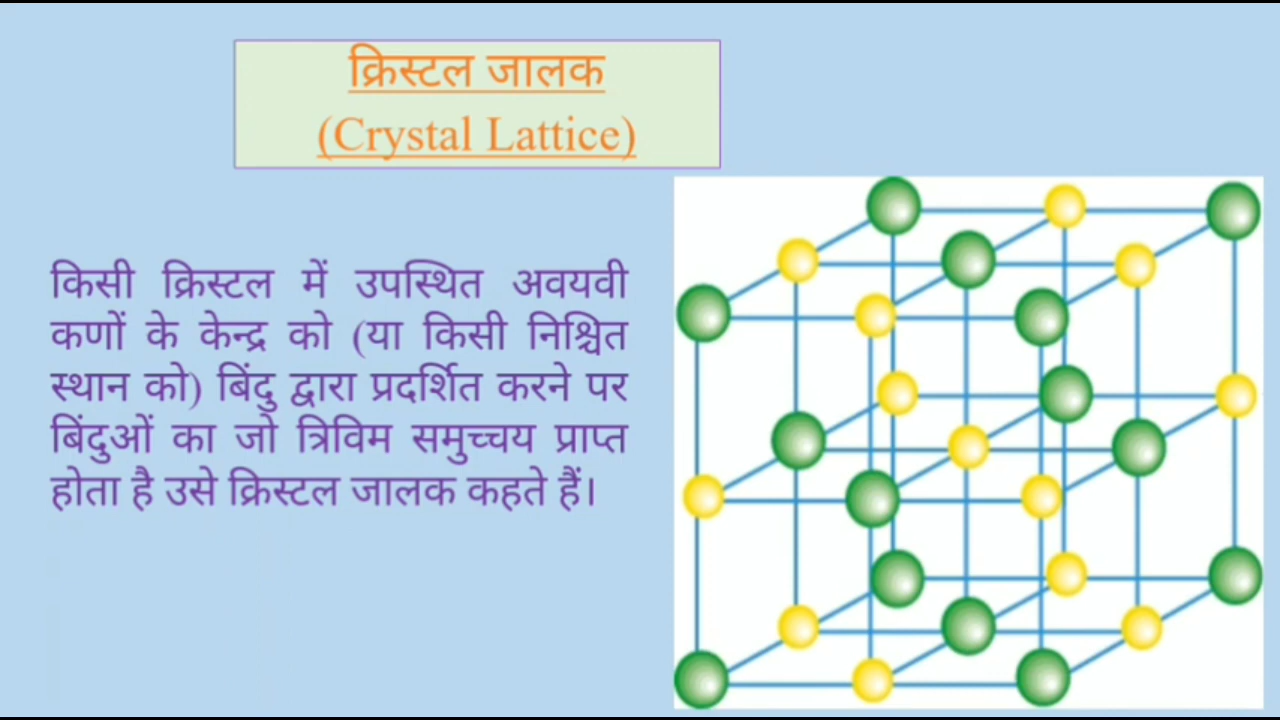 क्रिस्टल जालक
(Crystal Lattice)
किसी क्रिस्टल में उपस्थित अवयवी
कणों के केन्द्र को (या किसी निश्चित
स्थान को) बिंदु द्वारा प्रदर्शित करने पर
बिंदुओं का जो त्रिविम समुच्चय प्राप्त
होता है उसे क्रिस्टल जालक कहते हैं।